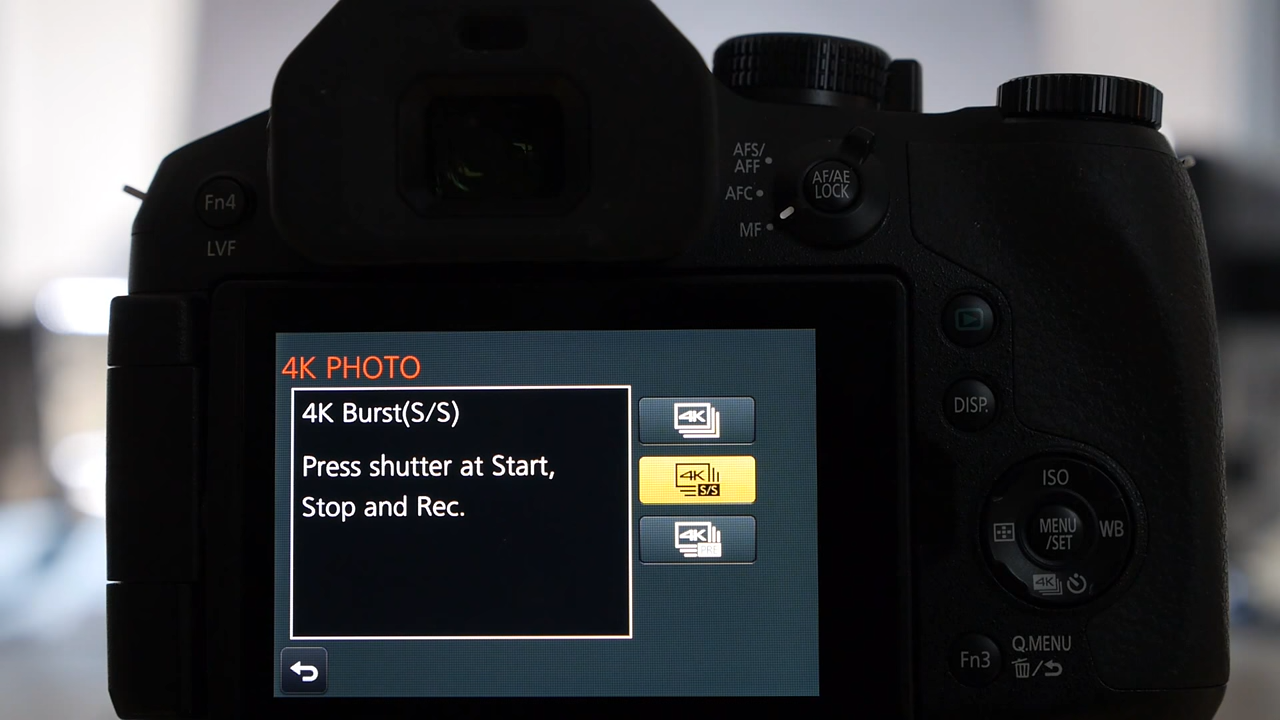 AFS/
AFF
AFC
MF
AF/AE
LOCK
Fn4
LVF
4K PHOTO
4K Burst(S/S)
Press shutter at Start,
Stop and Rec.
4K
4K
S/S
4K
PRE
DISP.
ISO
MENU
/SET
WB
4K
Fn3
Q.MENU